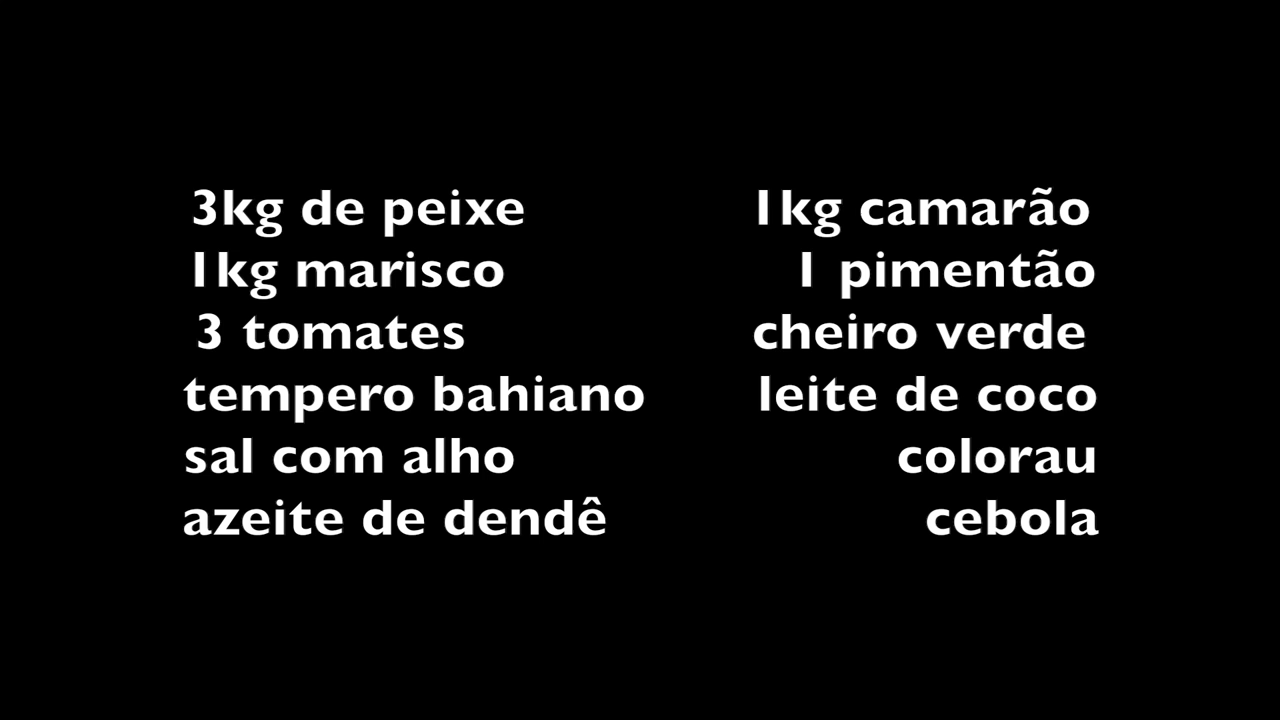 3kg de peixe 1kg camarão
1kg marisco 1 pimentão
3 tomates cheiro verde
tempero bahiano leite de coco
sal com alho colorau
azeite de dendê cebola